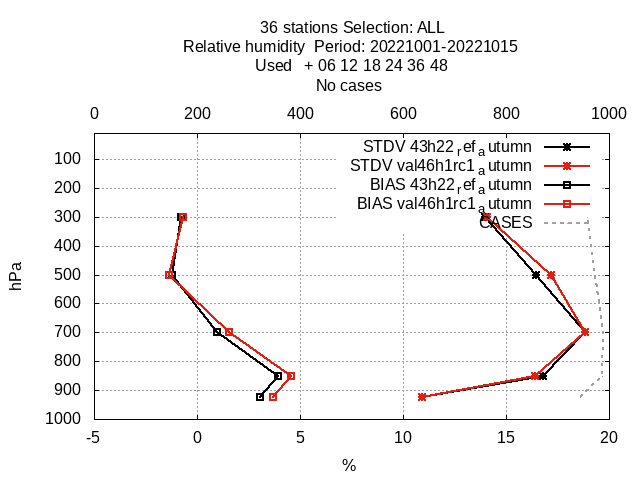 36 stations Selection: ALL
Relative humidity  Period: 20221001-20221015
Used   + 06 12 18 24 36 48
No cases
0 200 400 600 800 1000
STDV 43h22_ref_autumn
STDV val46h1rc1_autumn
BIAS 43h22_ref_autumn
BIAS val46h1rc1_autumn
CASES
100
200
300
400
500
600
700
800
900
1000
hPa
-5 0 5 10 15 20
%